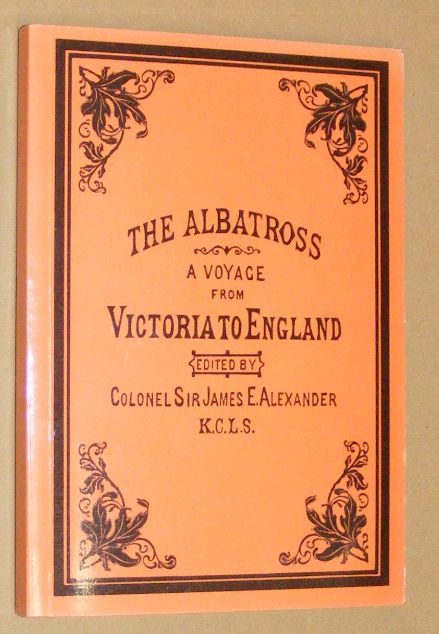 THE ALBATROSS
A VOYAGE
FROM
VICTORIA TO ENGLAND
EDITED BY
COLONEL SIR JAMES E. ALEXANDER
K.C.L.S.